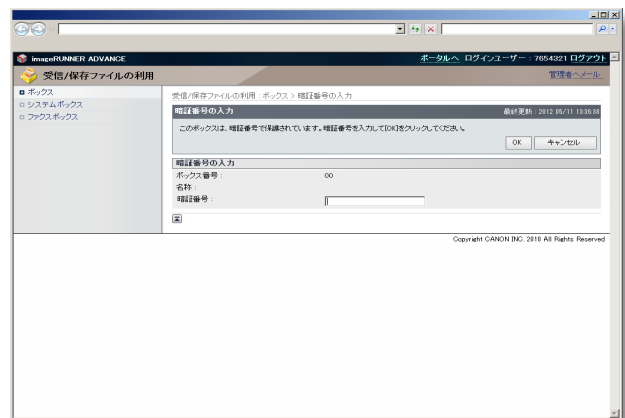 imageRUNNER ADVANCE
ポータルへ ログインユーザー : 7654321 ログアウト
受信/保存ファイルの利用
管理者へメール
ボックス
システムボックス
ファクスボックス
受信/保存ファイルの利用 : ボックス > 暗証番号の入力
暗証番号の入力
最終更新 : 2012 05/11 13:36:38
このボックスは、暗証番号で保護されています。暗証番号を入力して[OK]をクリックしてください。
OK
キャンセル
暗証番号の入力
ボックス番号 :
00
名称 :
暗証番号 :
Copyright CANON INC. 2010 All Rights Reserved